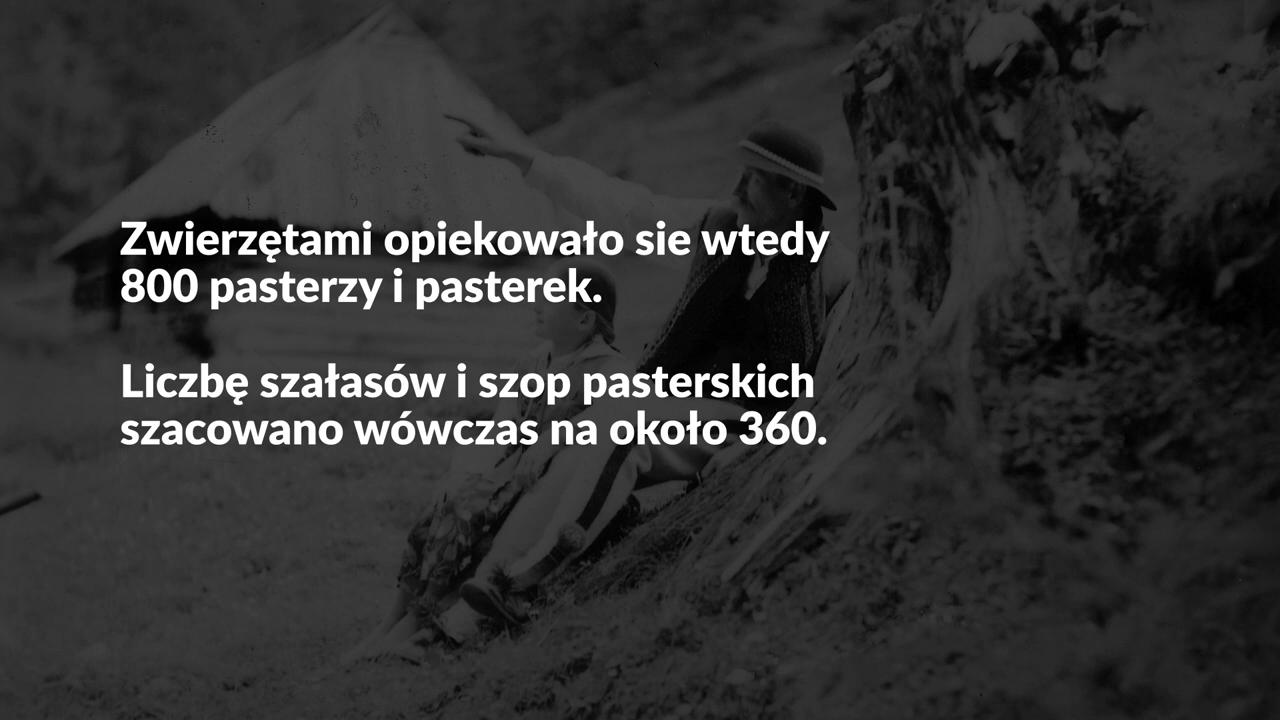 Zwierzętami opiekowało sie wtedy
800 pasterzy i pasterek.
Liczbę szałasów i szop pasterskich
szacowano wówczas na około 360.